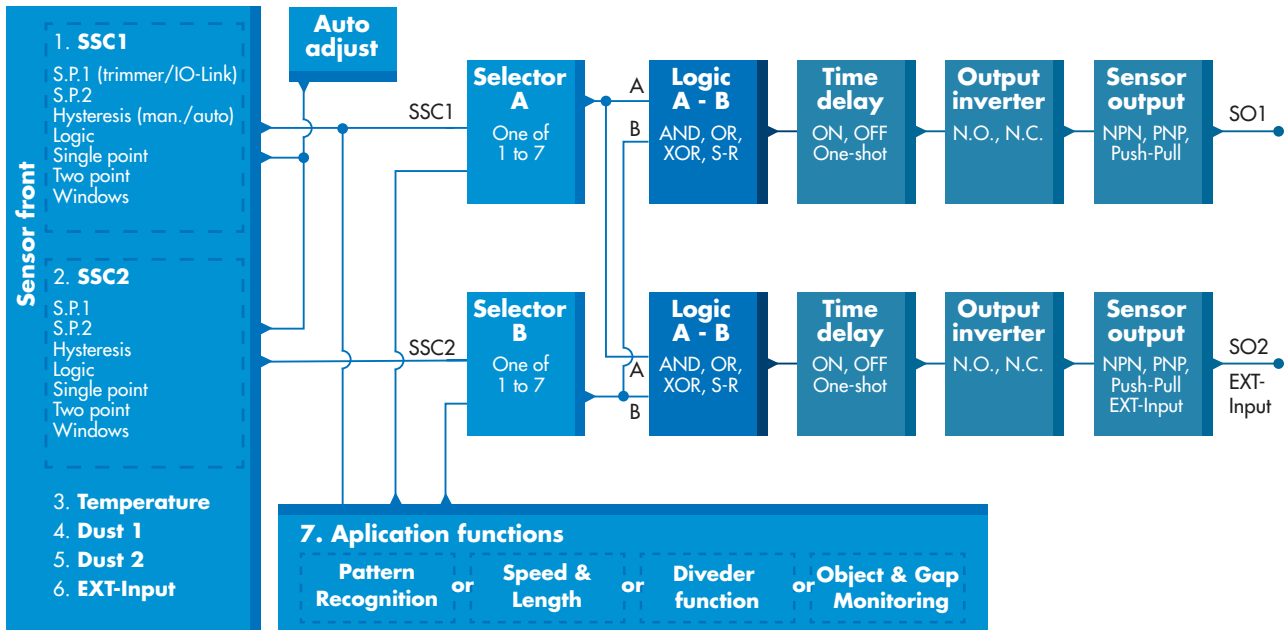 Sensor front
1. SSC1
S.P.1 (trimmer/IO-Link)
S.P.2
Hysteresis (man./auto)
Logic
Single point
Two point
Windows
2. SSC2
S.P.1
S.P.2
Hysteresis
Logic
Single point
Two point
Windows
3. Temperature
4. Dust 1
5. Dust 2
6. EXT-Input
Auto
adjust
SSC1
Selector
A
One of
1 to 7
A
B
Logic
A - B
AND, OR,
XOR, S-R
Time
delay
ON, OFF
One-shot
Output
inverter
N.O., N.C.
Sensor
output
NPN, PNP,
Push-Pull
SO1
SSC2
Selector
B
One of
1 to 7
A
B
Logic
A - B
AND, OR,
XOR, S-R
Time
delay
ON, OFF
One-shot
Output
inverter
N.O., N.C.
Sensor
output
NPN, PNP,
Push-Pull
EXT-Input
SO2
EXT-
Input
7. Aplication functions
Pattern
Recognition
or
Speed &
Length
or
Diveder
function
or
Object & Gap
Monitoring